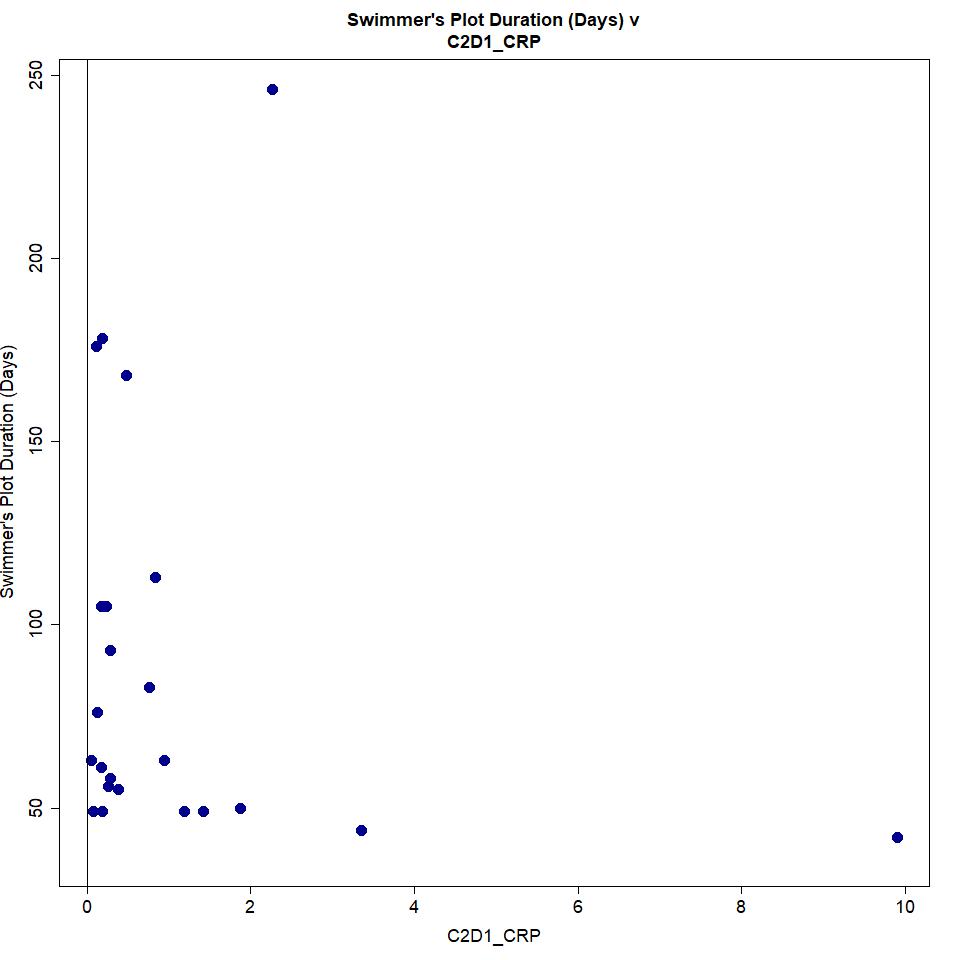 Swimmer's Plot Duration (Days) v
C2D1_CRP
250
200
150
100
50
Swimmer's Plot Duration (Days)
0 2 4 6 8 10
C2D1_CRP